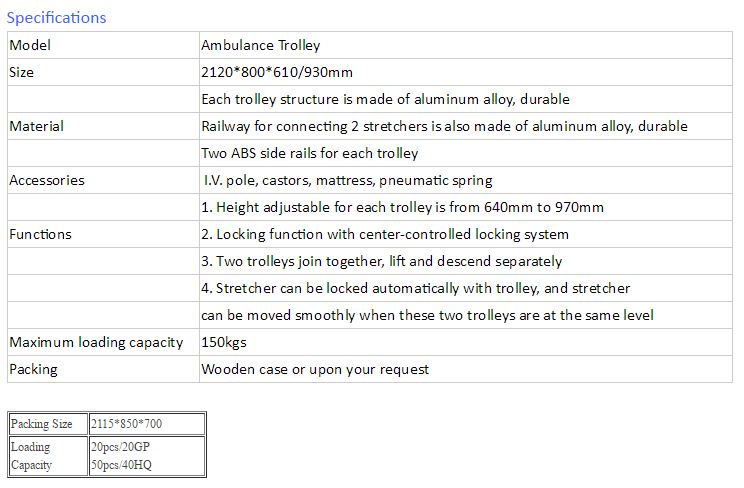 Specifications
Model Ambulance Trolley
Size 2120*800*610/930mm
Each trolley structure is made of aluminum alloy, durable
Material Railway for connecting 2 stretchers is also made of aluminum alloy, durable
Two ABS side rails for each trolley
Accessories I.V. pole, castors, mattress, pneumatic spring
1. Height adjustable for each trolley is from 640mm to 970mm
Functions 2. Locking function with center-controlled locking system
3. Two trolleys join together, lift and descend separately
4. Stretcher can be locked automatically with trolley, and stretcher
can be moved smoothly when these two trolleys are at the same level
Maximum loading capacity 150kgs
Packing Wooden case or upon your request
Packing Size 2115*850*700
Loading 20pcs/20GP
Capacity 50pcs/40HQ